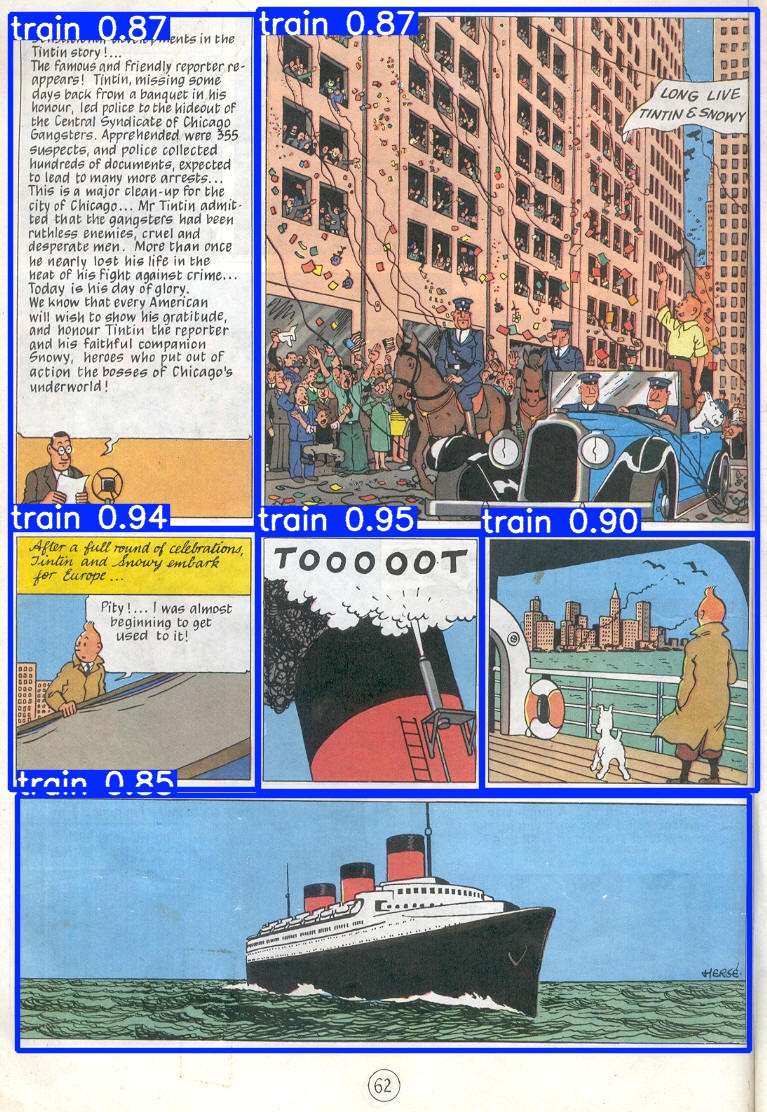 train 0.87
train 0.87
developments in the
Tintin story!...
The famous and friendly reporter re-
appears! Tintin, missing some
days back from a banquet in his
honour, led police to the hideout of
the Central Syndicate of Chicago
Gangsters. Apprehended were 355
suspects, and police collected
hundreds of documents, expected
to lead to many more arrests...
This is a major clean-up for the
city of Chicago... Mr Tintin admit-
ted that the gangsters had been
ruthless enemies, cruel and
desperate men. More than once
he nearly lost his life in the
heat of his fight against crime...
Today is his day of glory.
We know that every American
will wish to show his gratitude,
and honour Tintin the reporter
and his faithful companion
Snowy, heroes who put out of
action the bosses of Chicago's
underworld!
LONG LIVE
TINTIN & SNOWY
train 0.94
train 0.95
train 0.90
After a full round of celebrations,
Tintin and Snowy embark
for Europe...
Pity!... I was almost
beginning to get
used to it!
TOOOOOT
train 0.85
HERGÉ.
62